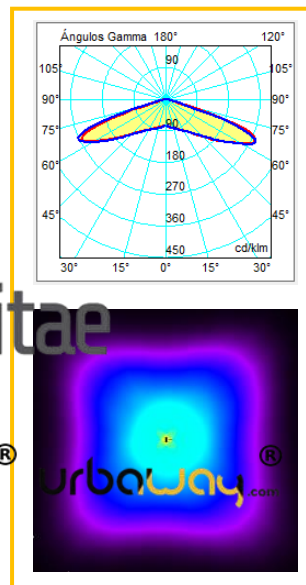 Ángulos Gamma 180° 120°
90
105° 105°
90° 90°
75° 90 75°
180
60° 60°
270
45° 360 45°
450 cd/klm
30° 15° 0° 15° 30°
itae
® ®
urbaway.com